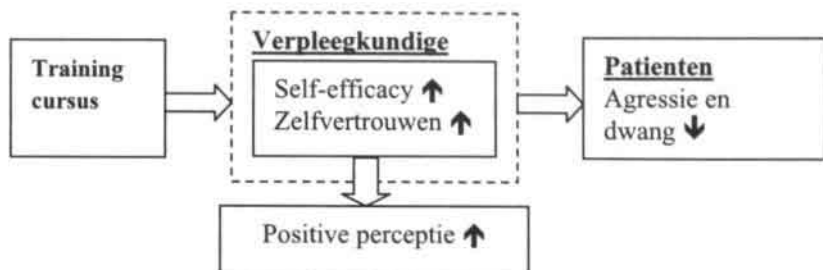 Training
cursus
Verpleegkundige
Self-efficacy ↑
Zelfvertrouwen ↑
Patienten
Agressie en
dwang ↓
Positive perceptie ↑